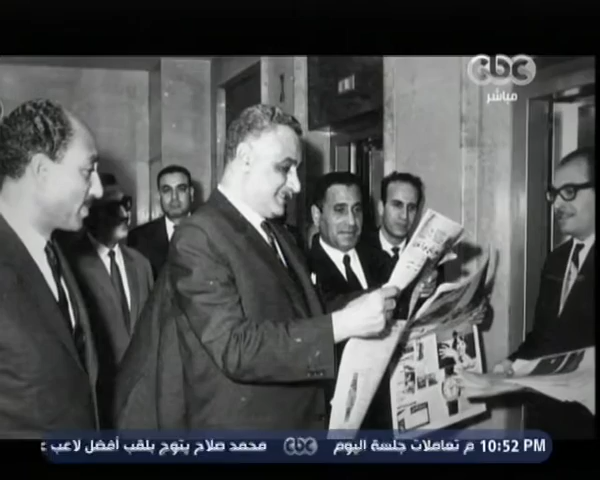 cbc
مباشر
10:52 PM م تعاملات جلسة اليوم cbc محمد صلاح يتوج بلقب أفضل لاعب